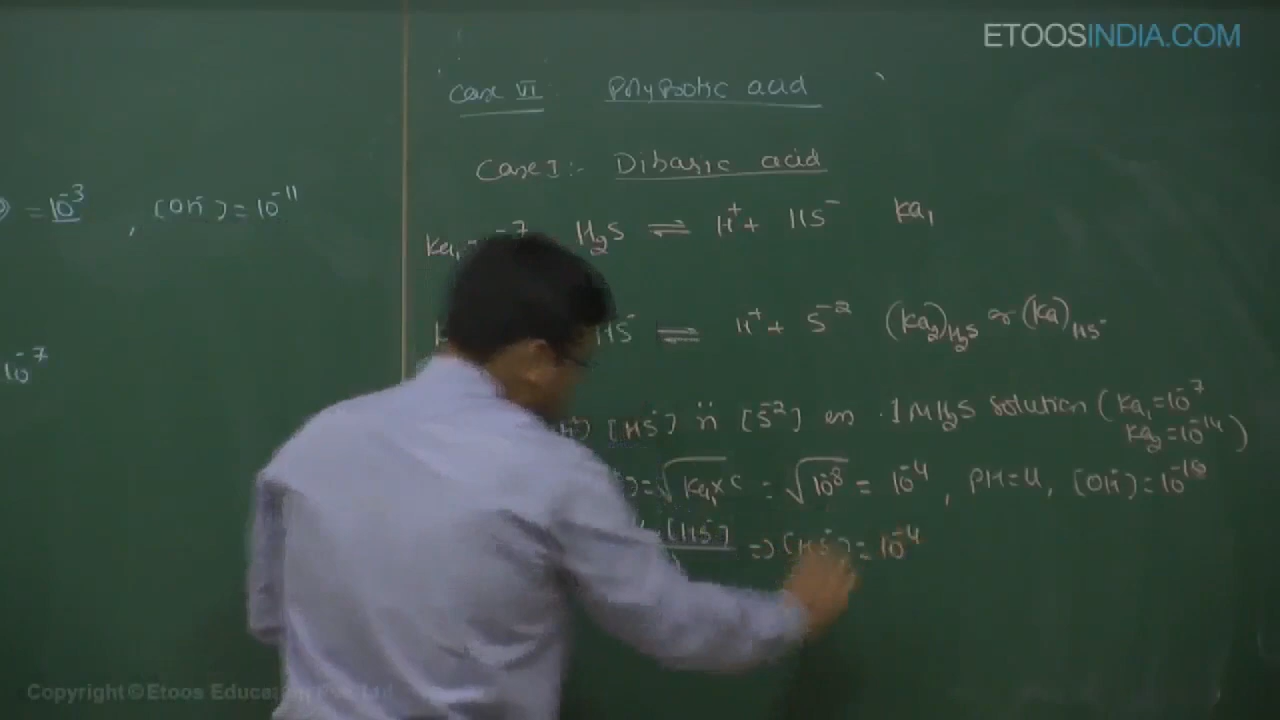 ETOOSINDIA.COM
Case VI: Polybasic acid
Case I :- Dibasic acid
= 10⁻³ , [OH⁻] = 10⁻¹¹
Ka₁ = ⁻⁷ H₂S ⇌ H⁺ + HS⁻ Ka₁
HS⁻ ⇌ H⁺ + S⁻² (Ka₂)H₂S or (Ka)HS⁻
10⁻⁷
[HS⁻] n [S⁻²] in .1 M H₂S solution (Ka₁ = 10⁻⁷
Ka₂ = 10⁻¹⁴)
= √Ka₁ x C = √10⁻⁸ = 10⁻⁴ , PH = 4, [OH⁻] = 10⁻¹⁰
[HS⁻] => [HS⁻] = 10⁻⁴
Copyright © Etoos Education Pvt. Ltd